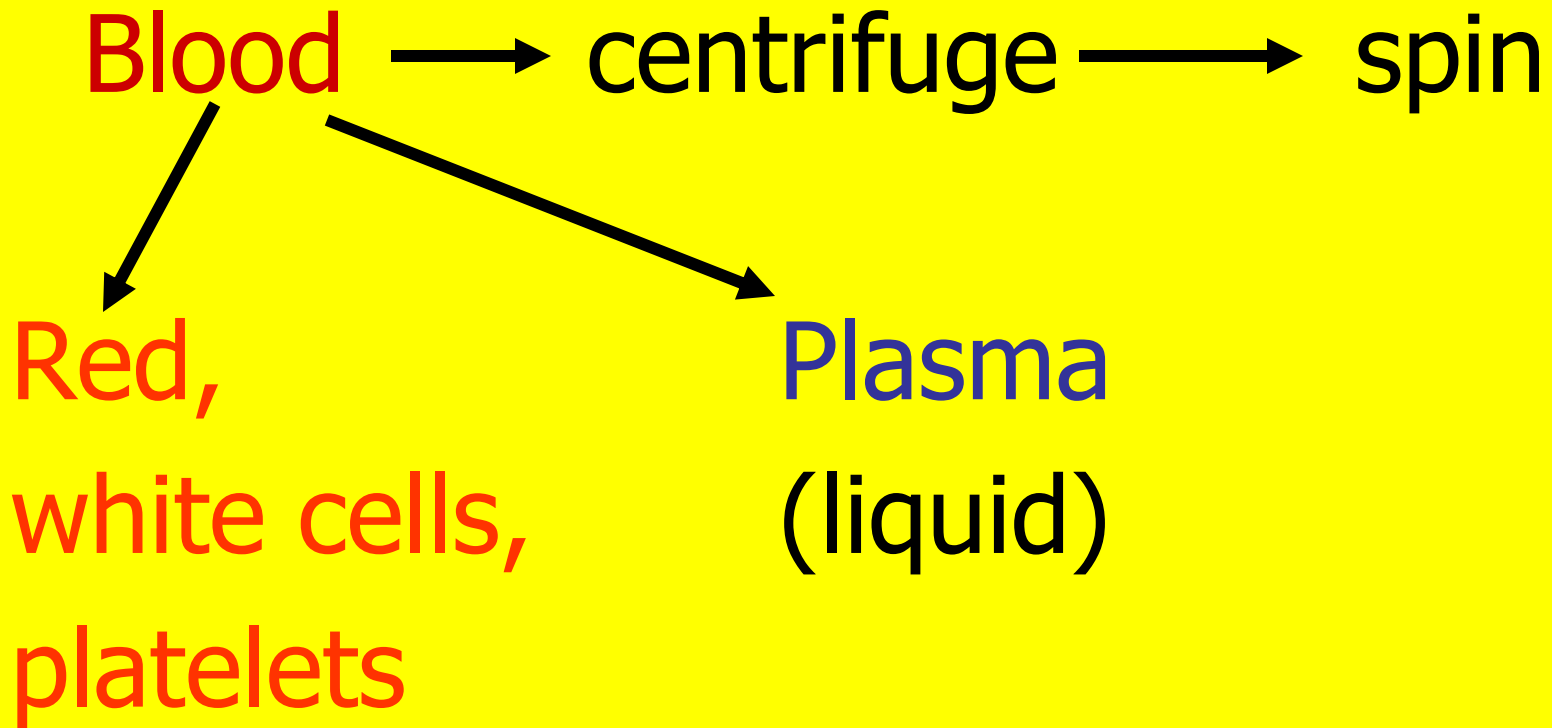 Blood centrifuge spin
Red,
white cells,
platelets
Plasma
(liquid)